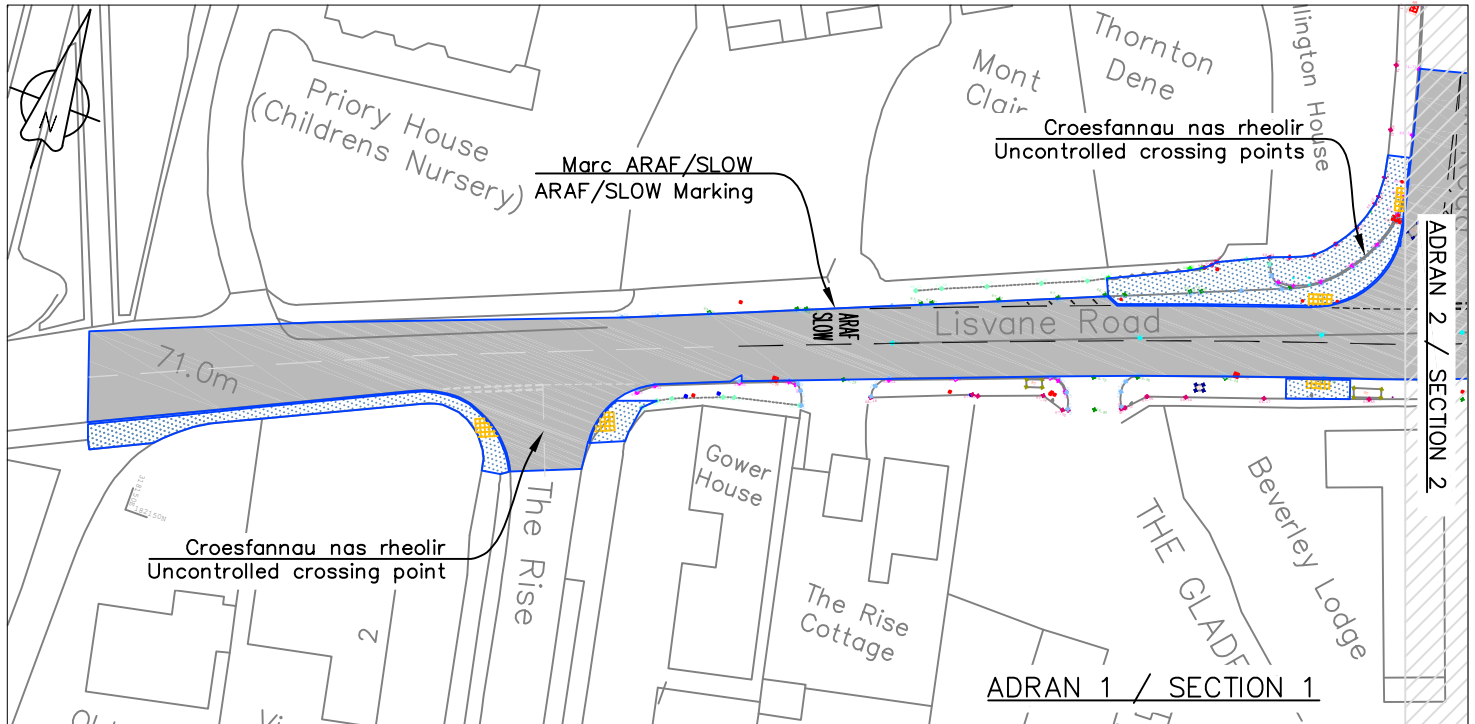 N
Priory House
(Childrens Nursery)
Mont
Clair
Thornton
Dene
llington House
Croesfannau nas rheolir
Uncontrolled crossing points
Marc ARAF/SLOW
ARAF/SLOW Marking
ARAF
SLOW
Lisvane Road
71.0m
ADRAN 2 / SECTION 2
Gower
House
The Rise
Croesfannau nas rheolir
Uncontrolled crossing point
2
The Rise
Cottage
THE GLADE
Beverley Lodge
ADRAN 1 / SECTION 1